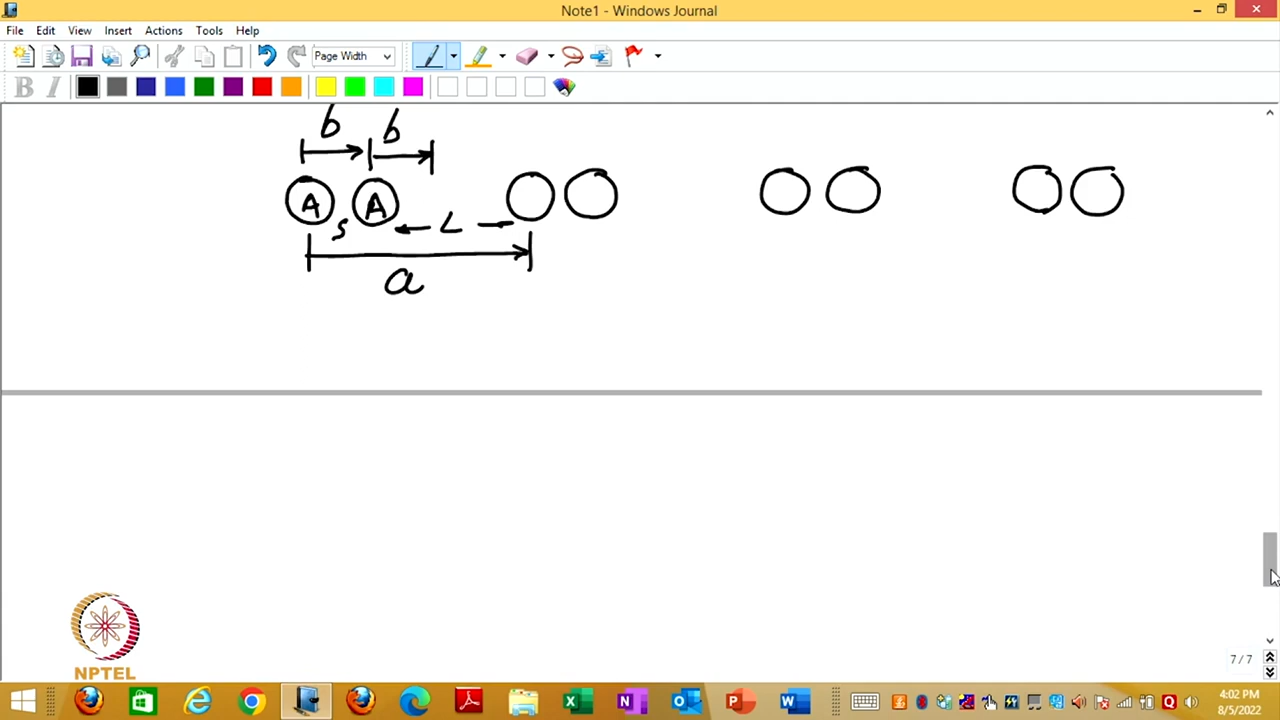 Note1 - Windows Journal
File Edit View Insert Actions Tools Help
Page Width
B I
b b
A A
s L
a
NPTEL
7 / 7
4:02 PM
8/5/2022